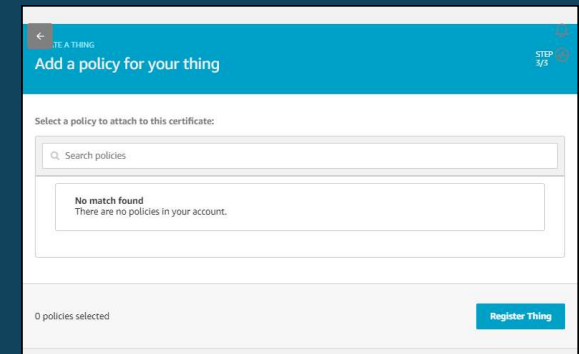 TE A THING
Add a policy for your thing
STEP
3/3
Select a policy to attach to this certificate:
Search policies
No match found
There are no policies in your account.
0 policies selected
Register Thing